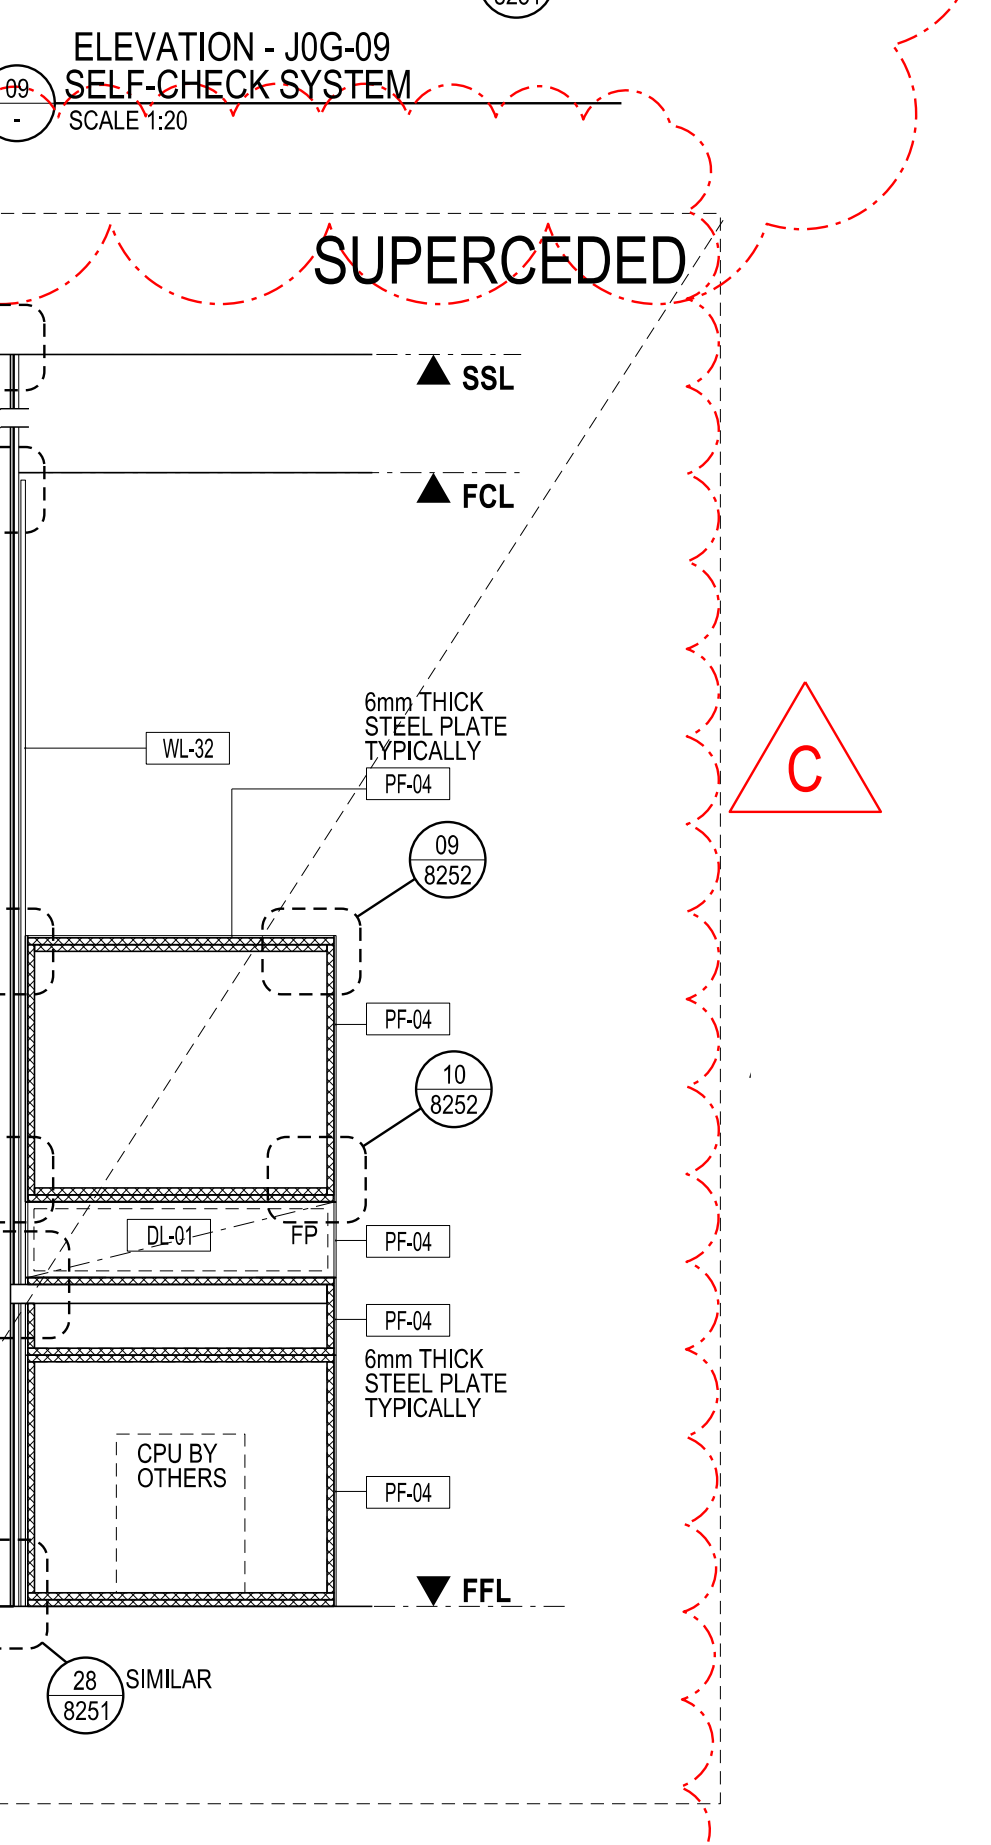 8251
ELEVATION - J0G-09
SELF-CHECK SYSTEM
09
-
SCALE 1:20
SUPERCEDED
SSL
FCL
6mm THICK
STEEL PLATE
TYPICALLY
WL-32
PF-04
C
09
8252
PF-04
10
8252
DL-01
FP
PF-04
PF-04
6mm THICK
STEEL PLATE
TYPICALLY
CPU BY
OTHERS
PF-04
FFL
28
8251
SIMILAR